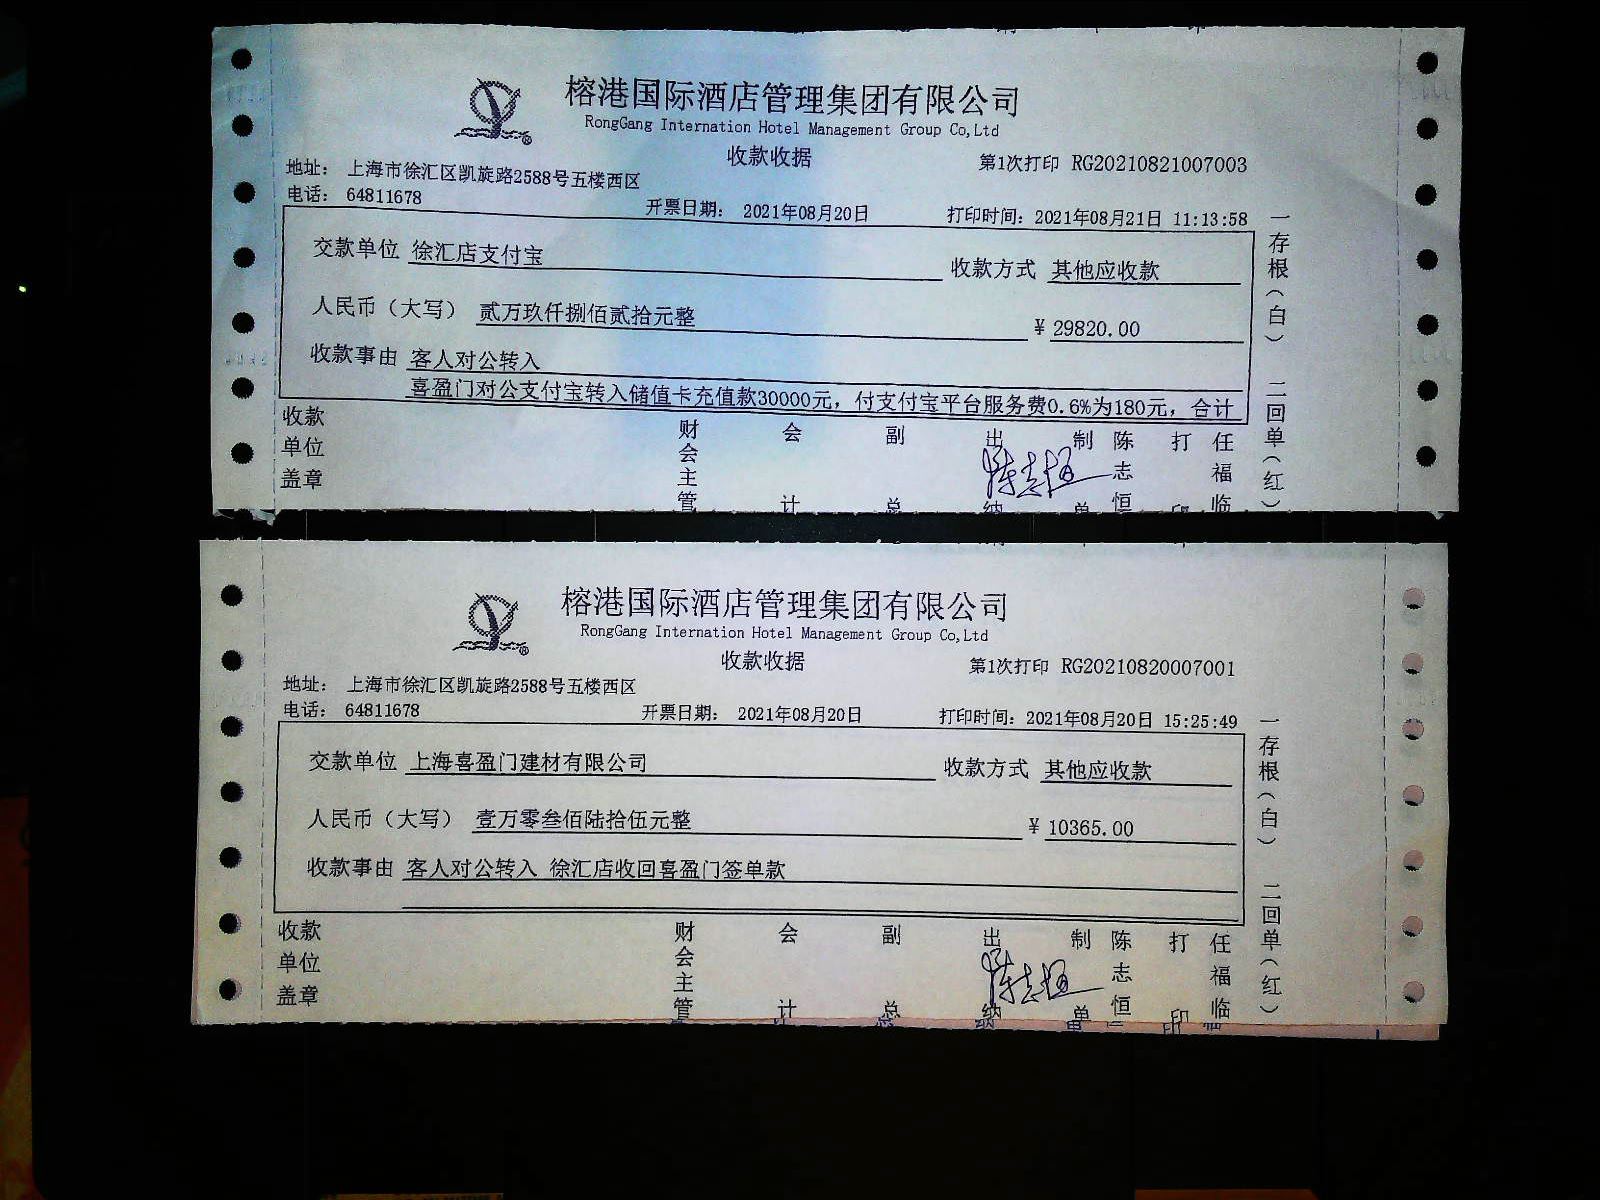 榕港国际酒店管理集团有限公司
RongGang Internation Hotel Management Group Co,Ltd
收款收据
第1次打印 RG20210821007003
地址： 上海市徐汇区凯旋路2588号五楼西区
电话： 64811678
开票日期： 2021年08月20日
打印时间：2021年08月21日 11:13:58
交款单位 徐汇店支付宝
收款方式 其他应收款
人民币（大写） 贰万玖仟捌佰贰拾元整
¥ 29820.00
收款事由 客人对公转入
喜盈门对公支付宝转入储值卡充值款30000元，付支付宝平台服务费0.6%为180元，合计
收款单位盖章
财会主管
会计
副总
出纳
陈志恒
制单
陈志恒
打印
任福临
一存根（白） 二回单（红）
榕港国际酒店管理集团有限公司
RongGang Internation Hotel Management Group Co,Ltd
收款收据
第1次打印 RG20210820007001
地址： 上海市徐汇区凯旋路2588号五楼西区
电话： 64811678
开票日期： 2021年08月20日
打印时间：2021年08月20日 15:25:49
交款单位 上海喜盈门建材有限公司
收款方式 其他应收款
人民币（大写） 壹万零叁佰陆拾伍元整
¥ 10365.00
收款事由 客人对公转入 徐汇店收回喜盈门签单款
收款单位盖章
财会主管
会计
副总
出纳
陈志恒
制单
陈志恒
打印
任福临
一存根（白） 二回单（红）